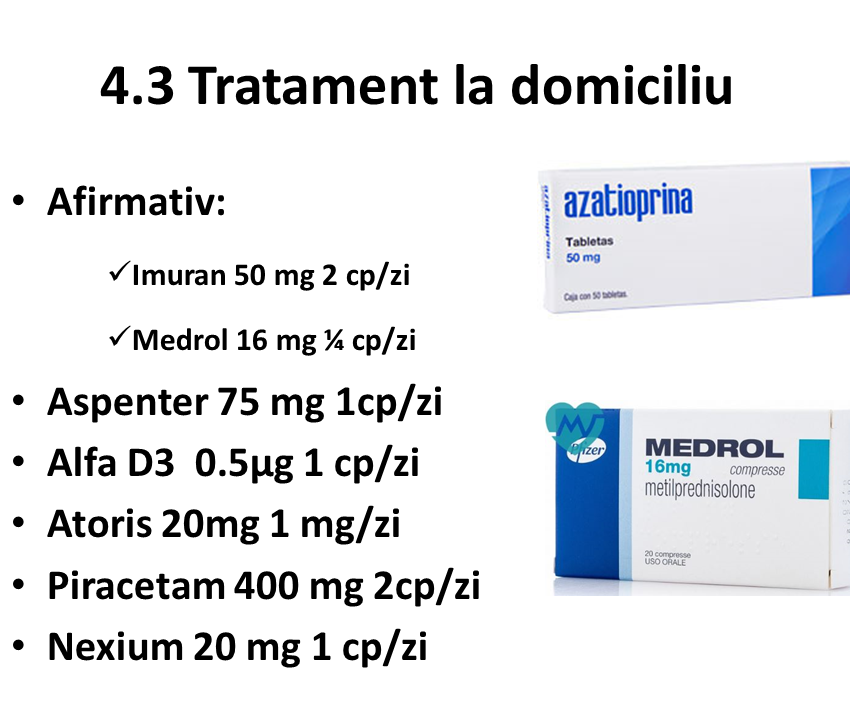 4.3 Tratament la domiciliu
• Afirmativ:
✓Imuran 50 mg 2 cp/zi
✓Medrol 16 mg ¼ cp/zi
• Aspenter 75 mg 1cp/zi
• Alfa D3  0.5µg 1 cp/zi
• Atoris 20mg 1 mg/zi
• Piracetam 400 mg 2cp/zi
• Nexium 20 mg 1 cp/zi
azatioprina
azatioprina
Tabletas
50 mg
Caja con 50 tabletas.
Pfizer
MEDROL
16mg compresse
metilprednisolone
20 compresse
USO ORALE